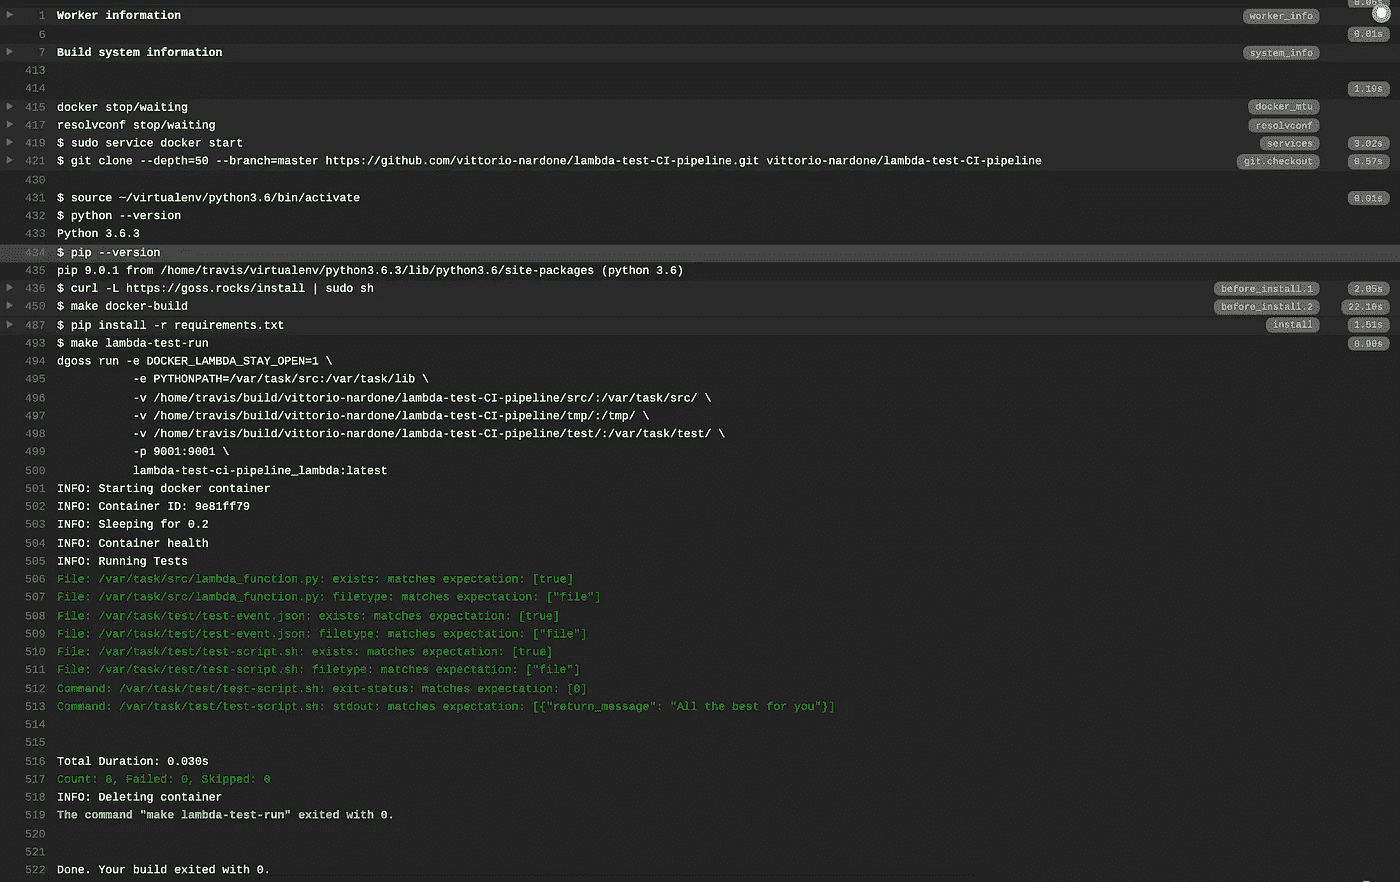 0.06s
1 Worker information worker_info
6 0.01s
7 Build system information system_info
413
414 1.19s
415 docker stop/waiting docker_mtu
417 resolvconf stop/waiting resolvconf
419 $ sudo service docker start services 3.02s
421 $ git clone --depth=50 --branch=master https://github.com/vittorio-nardone/lambda-test-CI-pipeline.git vittorio-nardone/lambda-test-CI-pipeline git.checkout 0.57s
430
431 $ source ~/virtualenv/python3.6/bin/activate 0.01s
432 $ python --version
433 Python 3.6.3
434 $ pip --version
435 pip 9.0.1 from /home/travis/virtualenv/python3.6.3/lib/python3.6/site-packages (python 3.6)
436 $ curl -L https://goss.rocks/install | sudo sh before_install.1 2.05s
450 $ make docker-build before_install.2 22.10s
487 $ pip install -r requirements.txt install 1.51s
493 $ make lambda-test-run 0.90s
494 dgoss run -e DOCKER_LAMBDA_STAY_OPEN=1 \
495 -e PYTHONPATH=/var/task/src:/var/task/lib \
496 -v /home/travis/build/vittorio-nardone/lambda-test-CI-pipeline/src/:/var/task/src/ \
497 -v /home/travis/build/vittorio-nardone/lambda-test-CI-pipeline/tmp/:/tmp/ \
498 -v /home/travis/build/vittorio-nardone/lambda-test-CI-pipeline/test/:/var/task/test/ \
499 -p 9001:9001 \
500 lambda-test-ci-pipeline_lambda:latest
501 INFO: Starting docker container
502 INFO: Container ID: 9e81ff79
503 INFO: Sleeping for 0.2
504 INFO: Container health
505 INFO: Running Tests
506 File: /var/task/src/lambda_function.py: exists: matches expectation: [true]
507 File: /var/task/src/lambda_function.py: filetype: matches expectation: ["file"]
508 File: /var/task/test/test-event.json: exists: matches expectation: [true]
509 File: /var/task/test/test-event.json: filetype: matches expectation: ["file"]
510 File: /var/task/test/test-script.sh: exists: matches expectation: [true]
511 File: /var/task/test/test-script.sh: filetype: matches expectation: ["file"]
512 Command: /var/task/test/test-script.sh: exit-status: matches expectation: [0]
513 Command: /var/task/test/test-script.sh: stdout: matches expectation: [{"return_message": "All the best for you"}]
514
515
516 Total Duration: 0.030s
517 Count: 8, Failed: 0, Skipped: 0
518 INFO: Deleting container
519 The command "make lambda-test-run" exited with 0.
520
521
522 Done. Your build exited with 0.